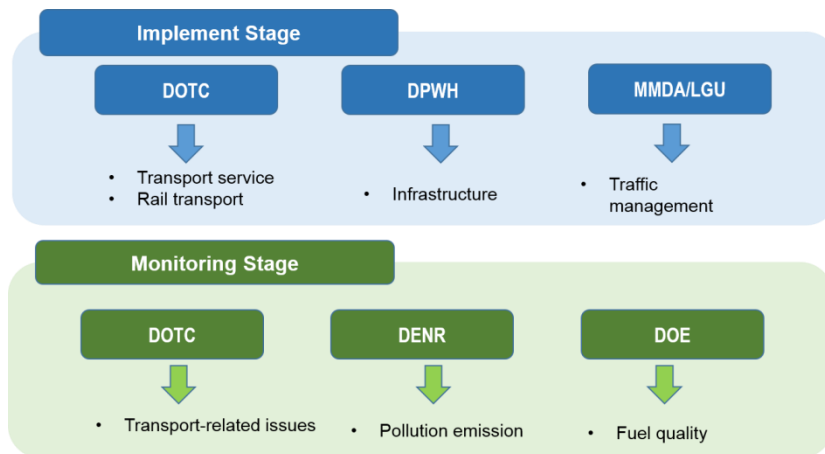 Implement Stage
DOTC
DPWH
MMDA/LGU
• Transport service
• Rail transport
• Infrastructure
• Traffic
management
Monitoring Stage
DOTC
DENR
DOE
• Transport-related issues
• Pollution emission
• Fuel quality